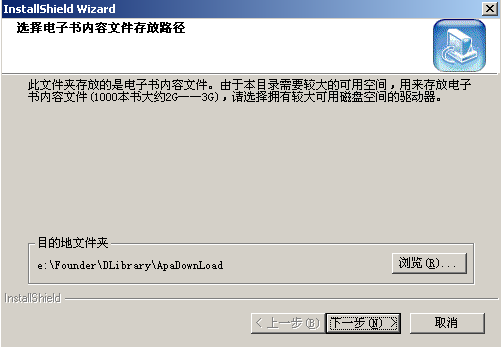 InstallShield Wizard
选择电子书内容文件存放路径
此文件夹存放的是电子书内容文件。由于本目录需要较大的可用空间，用来存放电子
书内容文件(1000本书大约2G——3G)，请选择拥有较大可用磁盘空间的驱动器。
目的地文件夹
e:\Founder\DLibrary\ApaDownLoad
浏览(R)...
InstallShield
< 上一步(B) 下一步(N) > 取消